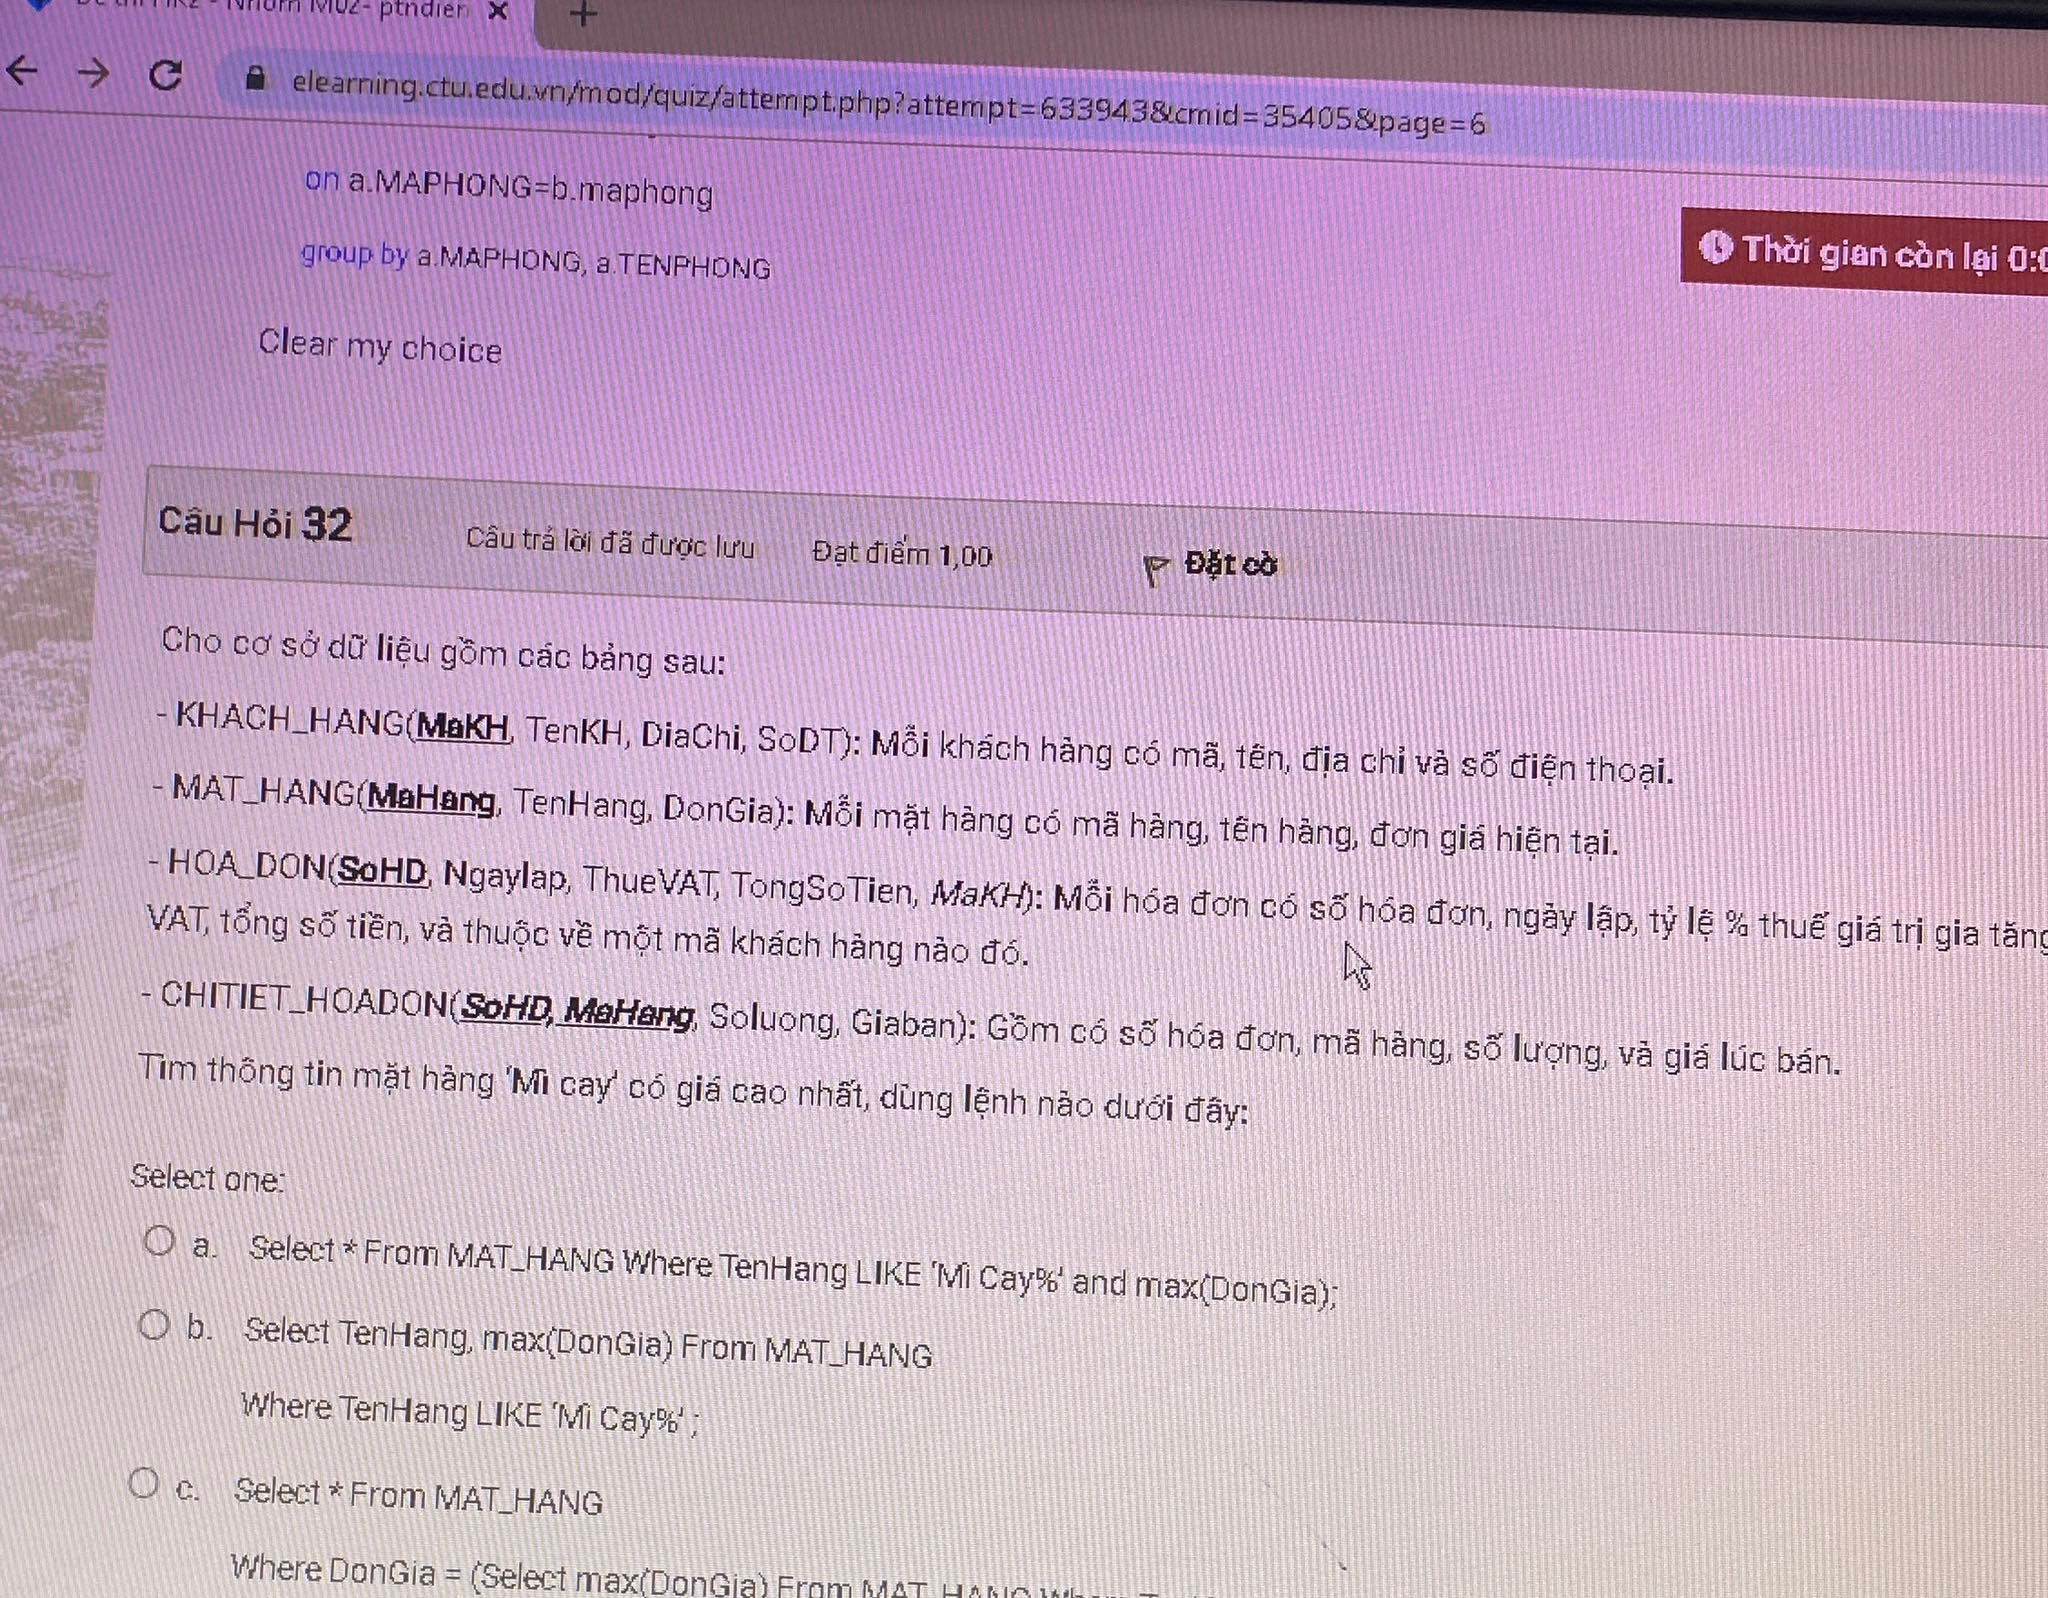 ptndien
elearning.ctu.edu.vn/mod/quiz/attempt.php?attempt=633943&cmid=35405&page=6
on a.MAPHONG=b.maphong
Thời gian còn lại 0:0
group by a.MAPHONG, a.TENPHONG
Clear my choice
Câu Hỏi 32 Câu trả lời đã được lưu Đạt điểm 1,00 Đặt cờ
Cho cơ sở dữ liệu gồm các bảng sau:
- KHACH_HANG(MaKH, TenKH, DiaChi, SoDT): Mỗi khách hàng có mã, tên, địa chỉ và số điện thoại.
- MAT_HANG(MaHang, TenHang, DonGia): Mỗi mặt hàng có mã hàng, tên hàng, đơn giá hiện tại.
- HOA_DON(SoHD, Ngaylap, ThueVAT, TongSoTien, MaKH): Mỗi hóa đơn có số hóa đơn, ngày lập, tỷ lệ % thuế giá trị gia tăng
VAT, tổng số tiền, và thuộc về một mã khách hàng nào đó.
- CHITIET_HOADON(SoHD, MaHang, Soluong, Giaban): Gồm có số hóa đơn, mã hàng, số lượng, và giá lúc bán.
Tìm thông tin mặt hàng 'Mì cay' có giá cao nhất, dùng lệnh nào dưới đây:
Select one:
a. Select * From MAT_HANG Where TenHang LIKE 'Mì Cay%' and max(DonGia);
b. Select TenHang, max(DonGia) From MAT_HANG
Where TenHang LIKE 'Mì Cay%' ;
c. Select * From MAT_HANG
Where DonGia = (Select max(DonGia) From MAT_HANG